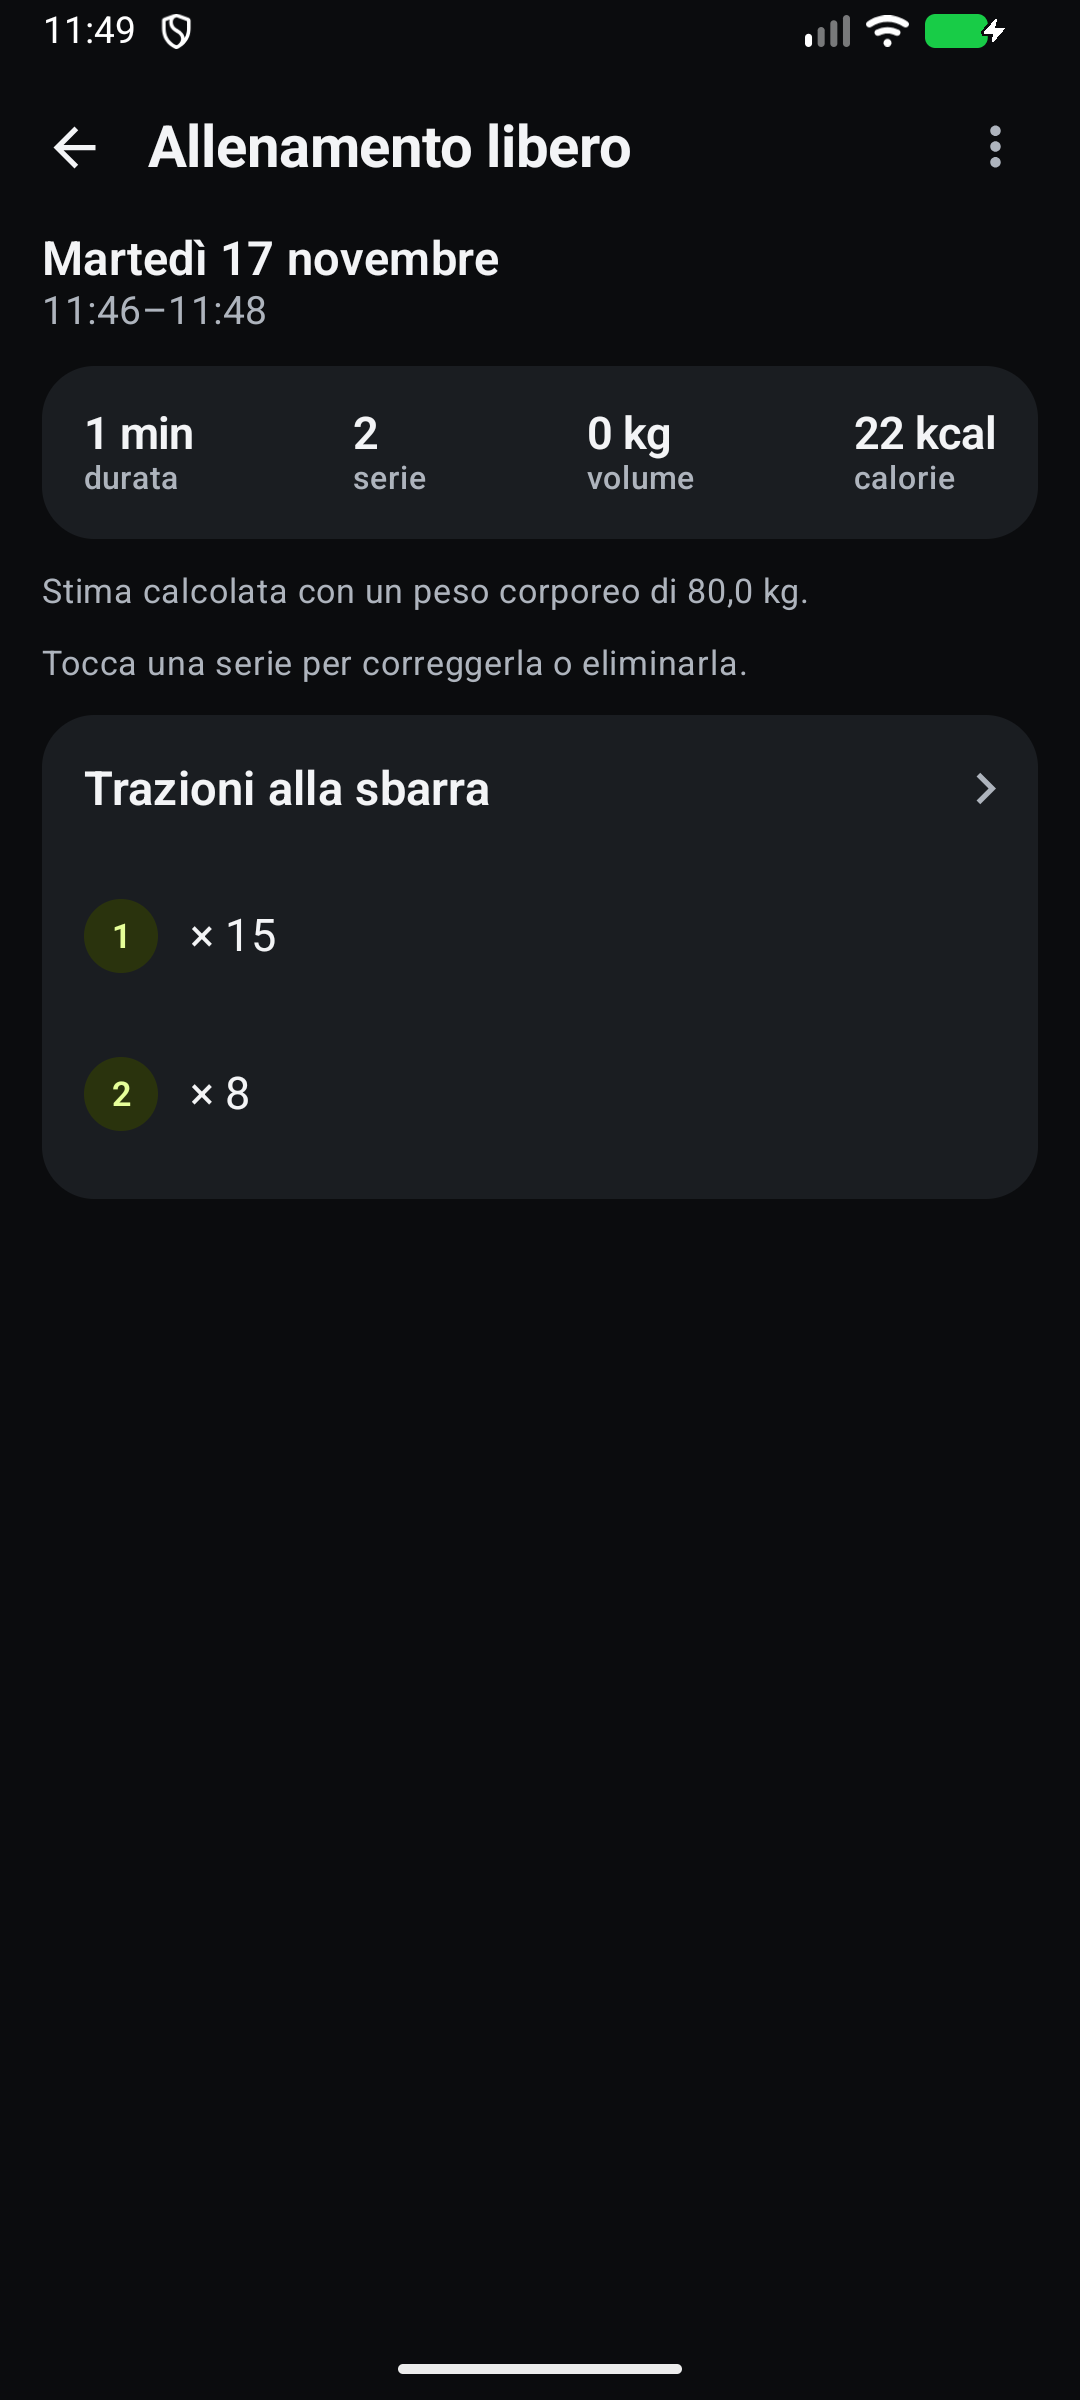 11:49
Allenamento libero
Martedì 17 novembre
11:46–11:48
1 min 2 0 kg 22 kcal
durata serie volume calorie
Stima calcolata con un peso corporeo di 80,0 kg.
Tocca una serie per correggerla o eliminarla.
Trazioni alla sbarra
1 × 15
2 × 8